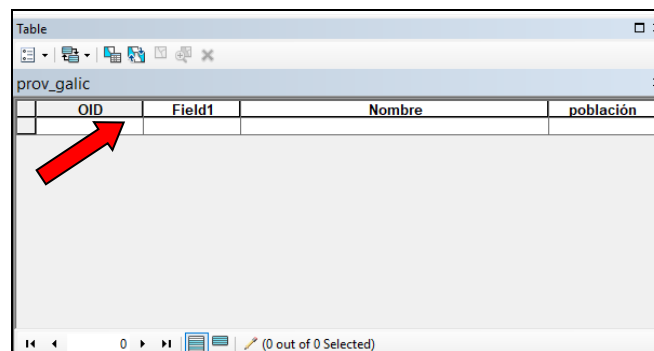 Table
prov_galic
OID Field1 Nombre población
0 (0 out of 0 Selected)